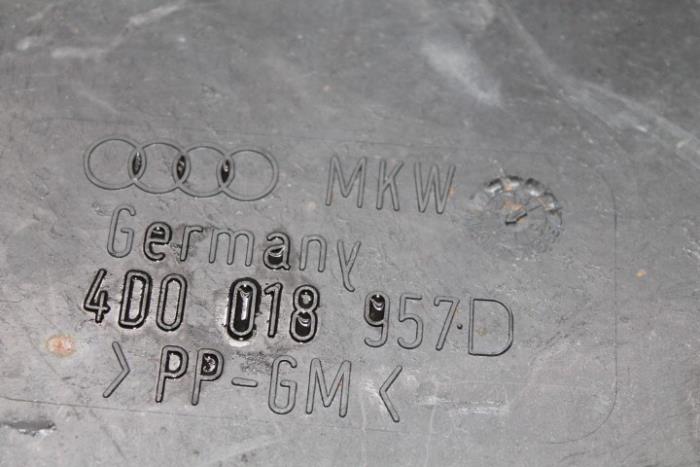 MKW
Germany
4D0 018 957·D
>PP-GM<